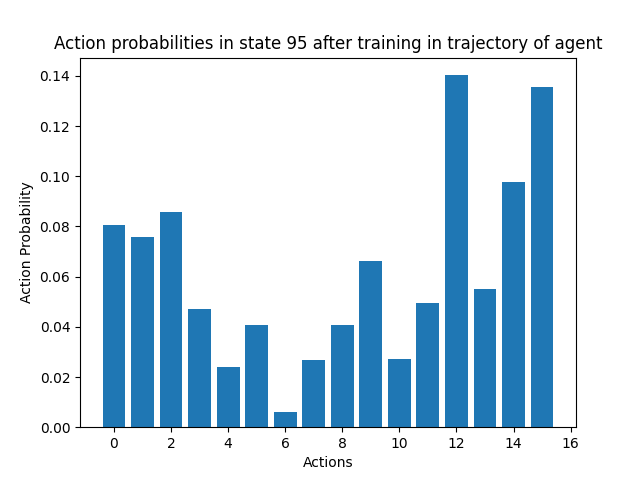 Action probabilities in state 95 after training in trajectory of agent
0.14
0.12
0.10
0.08
0.06
0.04
0.02
0.00
Action Probability
0 2 4 6 8 10 12 14 16
Actions